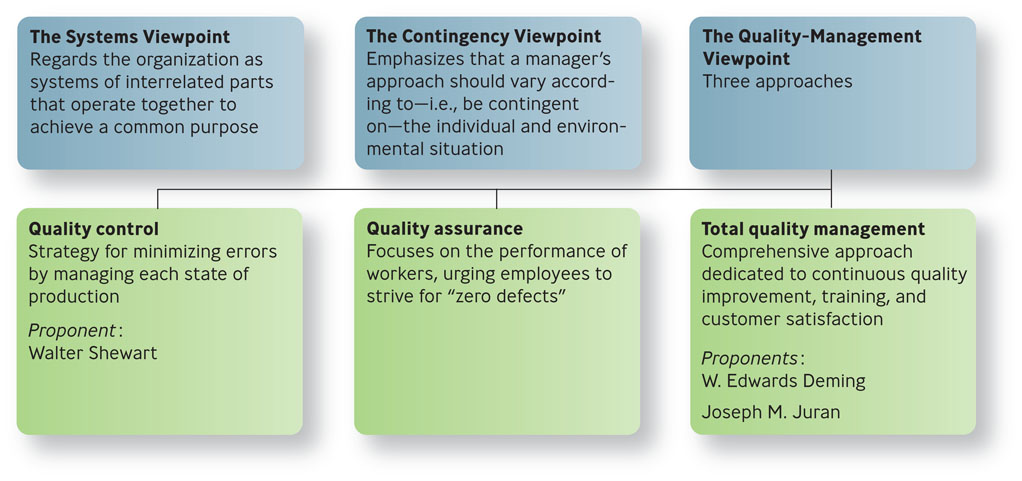 The Systems Viewpoint
Regards the organization as
systems of interrelated parts
that operate together to
achieve a common purpose
The Contingency Viewpoint
Emphasizes that a manager's
approach should vary accord-
ing to—i.e., be contingent
on—the individual and environ-
mental situation
The Quality-Management
Viewpoint
Three approaches
Quality control
Strategy for minimizing errors
by managing each state of
production
Proponent:
Walter Shewart
Quality assurance
Focuses on the performance of
workers, urging employees to
strive for “zero defects”
Total quality management
Comprehensive approach
dedicated to continuous quality
improvement, training, and
customer satisfaction
Proponents:
W. Edwards Deming
Joseph M. Juran